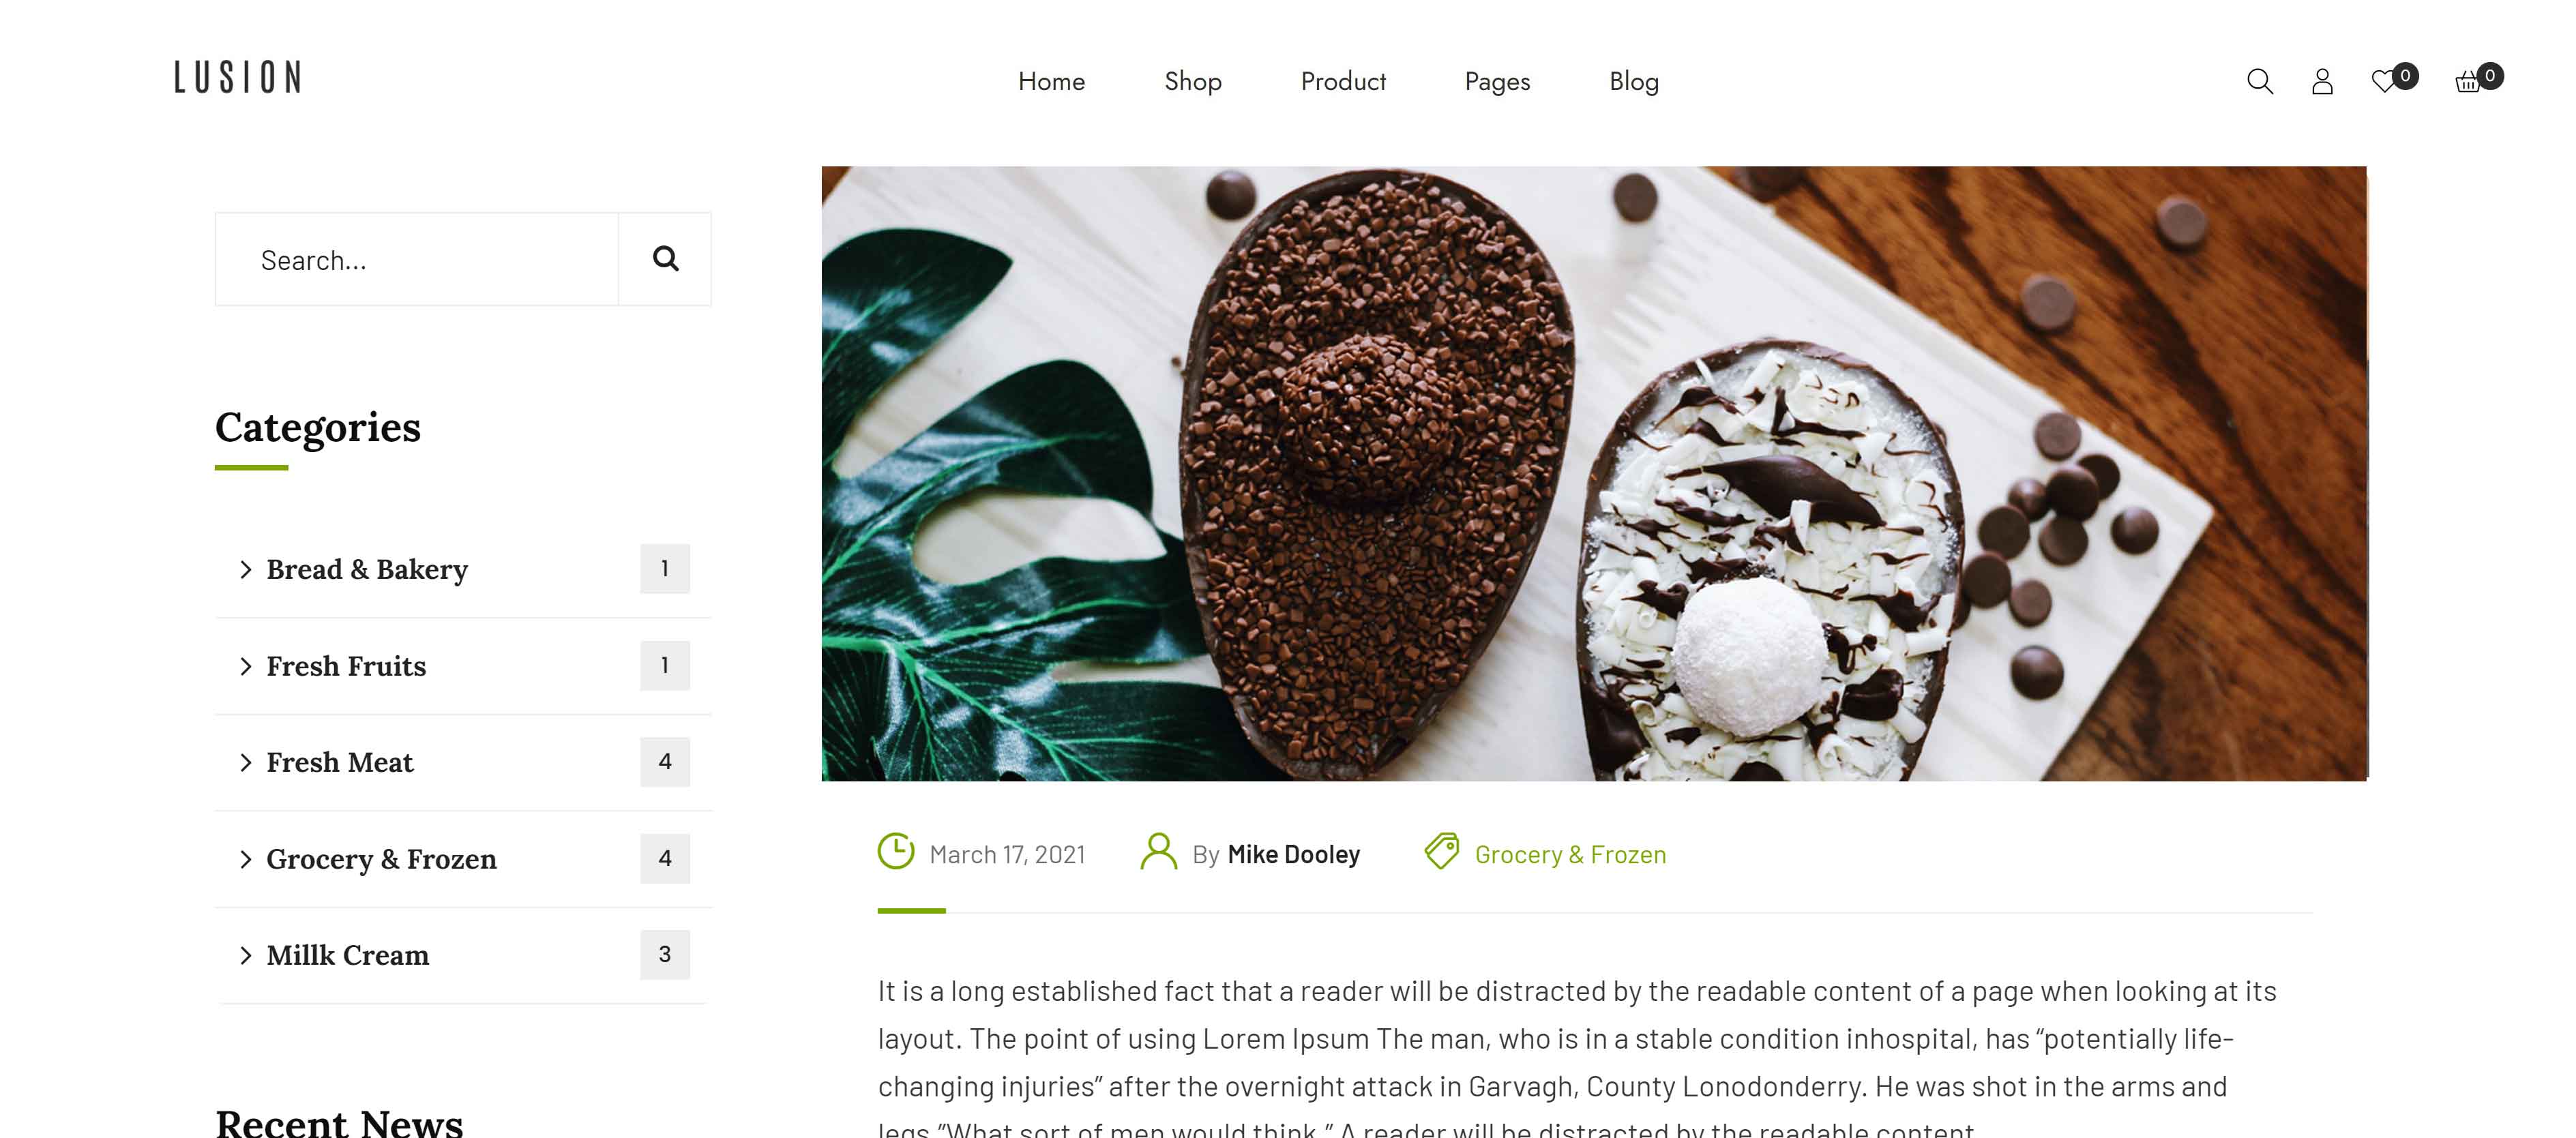 LUSION
Home Shop Product Pages Blog
0 0
Search...
Categories
Bread & Bakery 1
Fresh Fruits 1
Fresh Meat 4
Grocery & Frozen 4
Millk Cream 3
Recent News
March 17, 2021 By Mike Dooley Grocery & Frozen
It is a long established fact that a reader will be distracted by the readable content of a page when looking at its
layout. The point of using Lorem Ipsum The man, who is in a stable condition inhospital, has “potentially life-
changing injuries” after the overnight attack in Garvagh, County Lonodonderry. He was shot in the arms and
legs.”What sort of men would think.” A reader will be distracted by the readable content